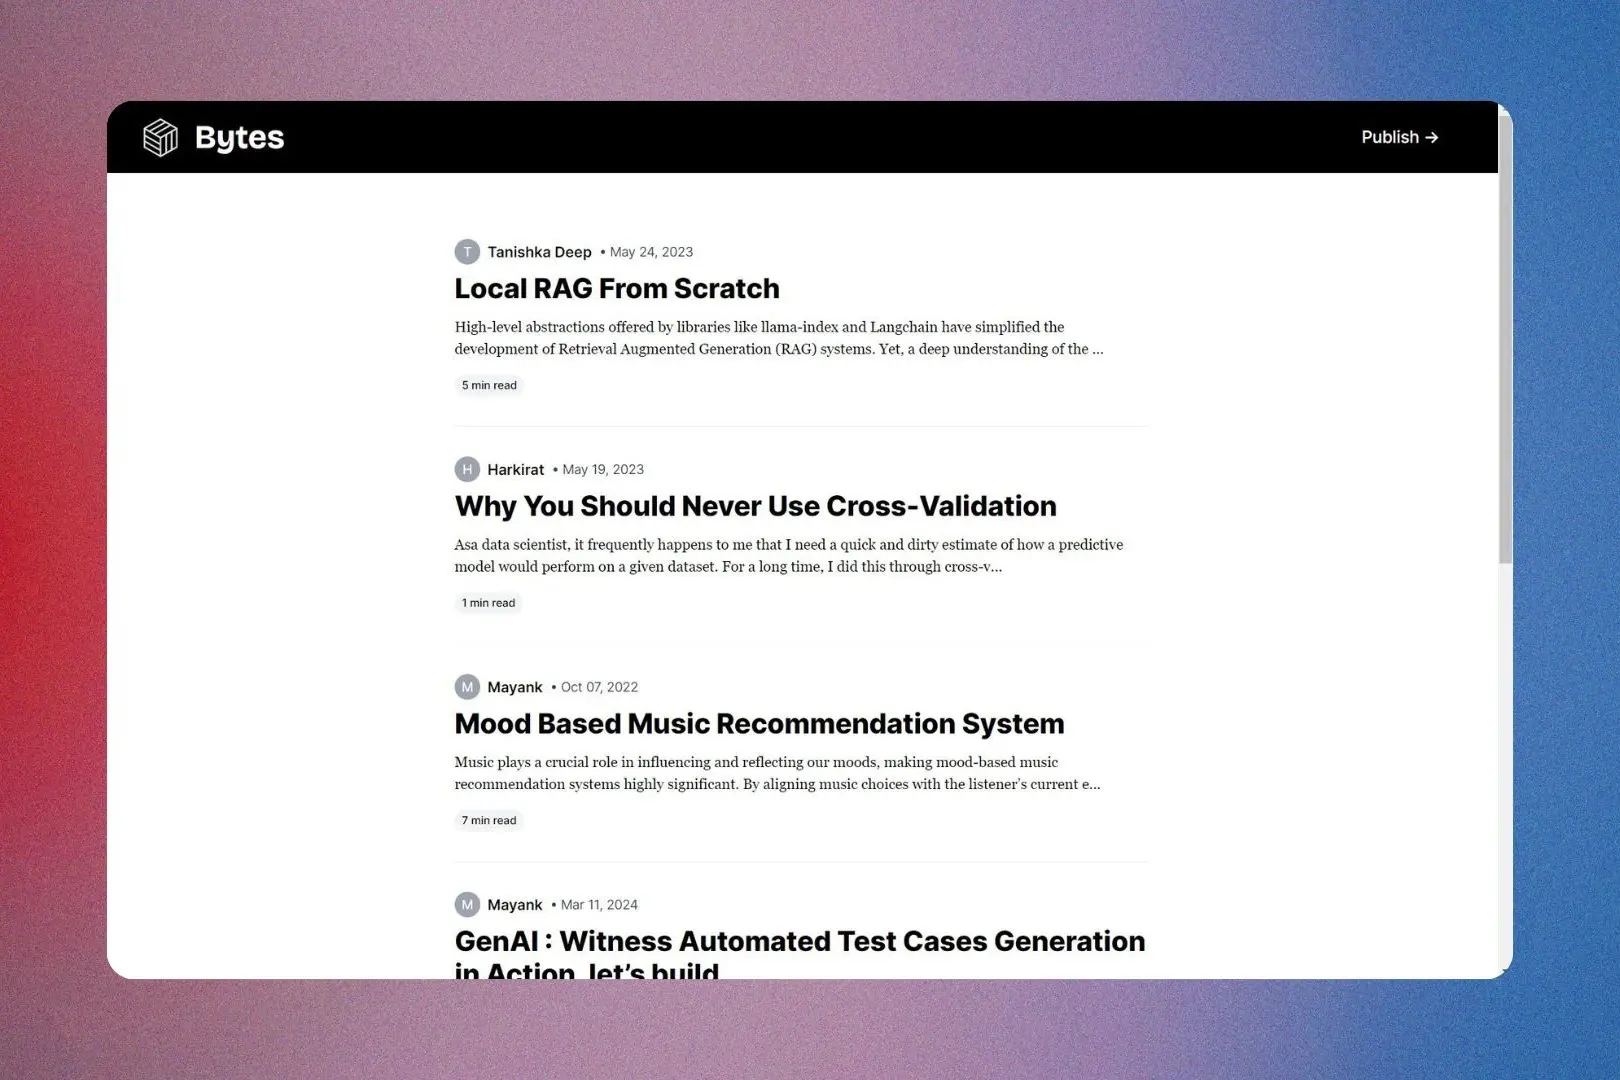 Bytes
Publish →
T Tanishka Deep • May 24, 2023
Local RAG From Scratch
High-level abstractions offered by libraries like llama-index and Langchain have simplified the
development of Retrieval Augmented Generation (RAG) systems. Yet, a deep understanding of the ...
5 min read
H Harkirat • May 19, 2023
Why You Should Never Use Cross-Validation
Asa data scientist, it frequently happens to me that I need a quick and dirty estimate of how a predictive
model would perform on a given dataset. For a long time, I did this through cross-v...
1 min read
M Mayank • Oct 07, 2022
Mood Based Music Recommendation System
Music plays a crucial role in influencing and reflecting our moods, making mood-based music
recommendation systems highly significant. By aligning music choices with the listener's current e...
7 min read
M Mayank • Mar 11, 2024
GenAI : Witness Automated Test Cases Generation
in Action, let’s build